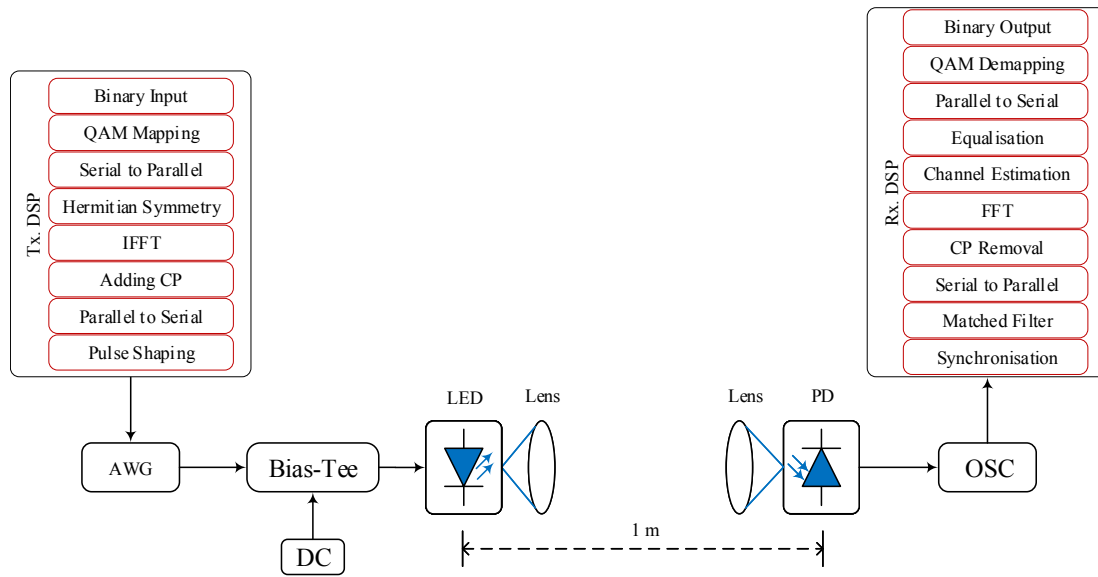 Tx. DSP
Binary Input
QAM Mapping
Serial to Parallel
Hermitian Symmetry
IFFT
Adding CP
Parallel to Serial
Pulse Shaping
AWG
Bias-Tee
DC
LED
Lens
1 m
Lens
PD
OSC
Rx. DSP
Binary Output
QAM Demapping
Parallel to Serial
Equalisation
Channel Estimation
FFT
CP Removal
Serial to Parallel
Matched Filter
Synchronisation